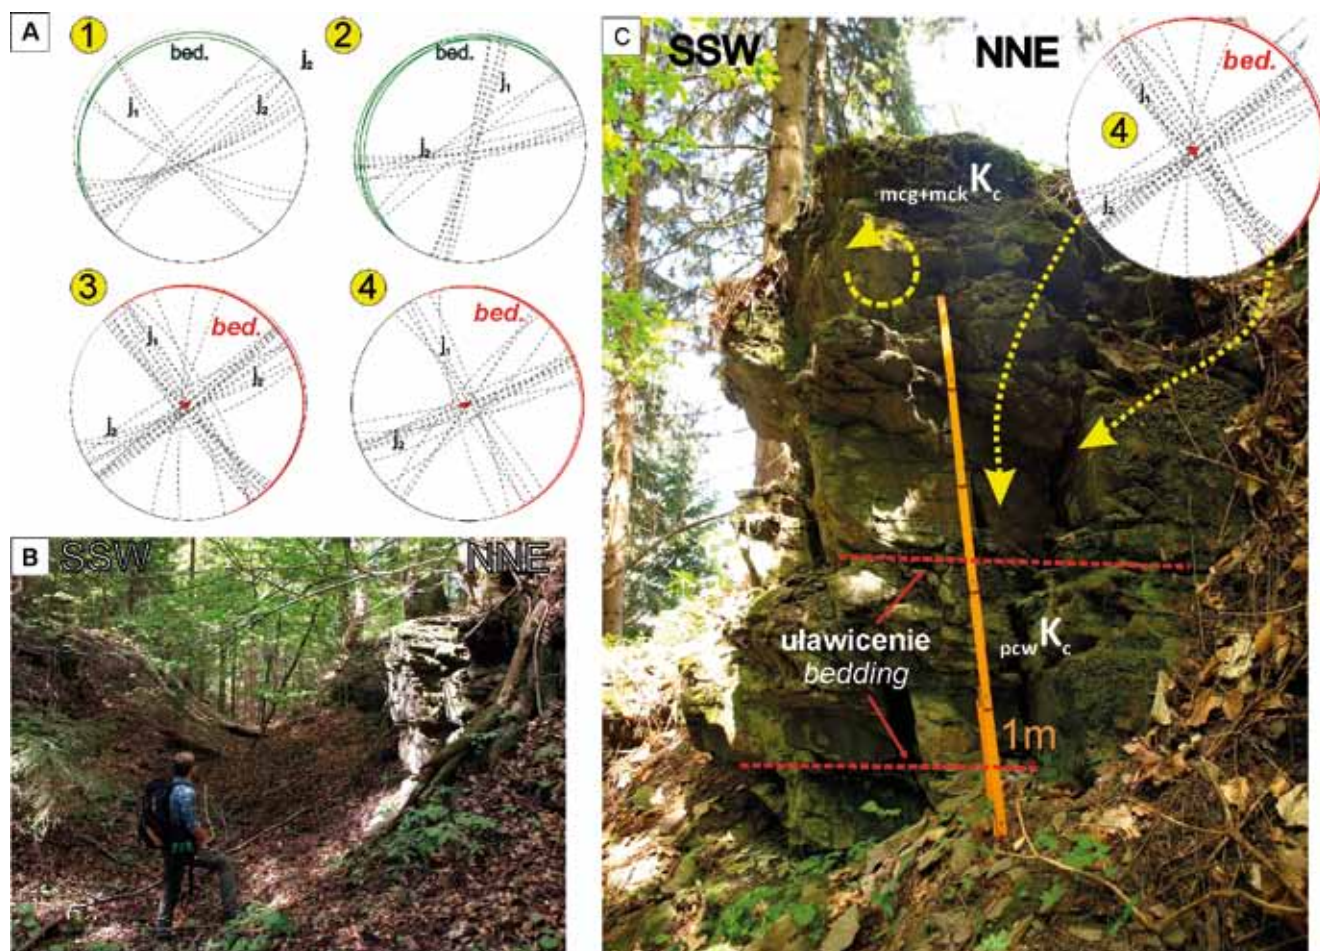 A
1
bed.
j₁
j₂
j₂
2
bed.
j₁
j₂
3
bed.
j₁
j₂
j₂
4
bed.
j₁
j₂
B
SSW
NNE
C
SSW
NNE
bed.
j₁
4
j₂
mcg+mckKc
ulawicenie
bedding
pcwKc
1m